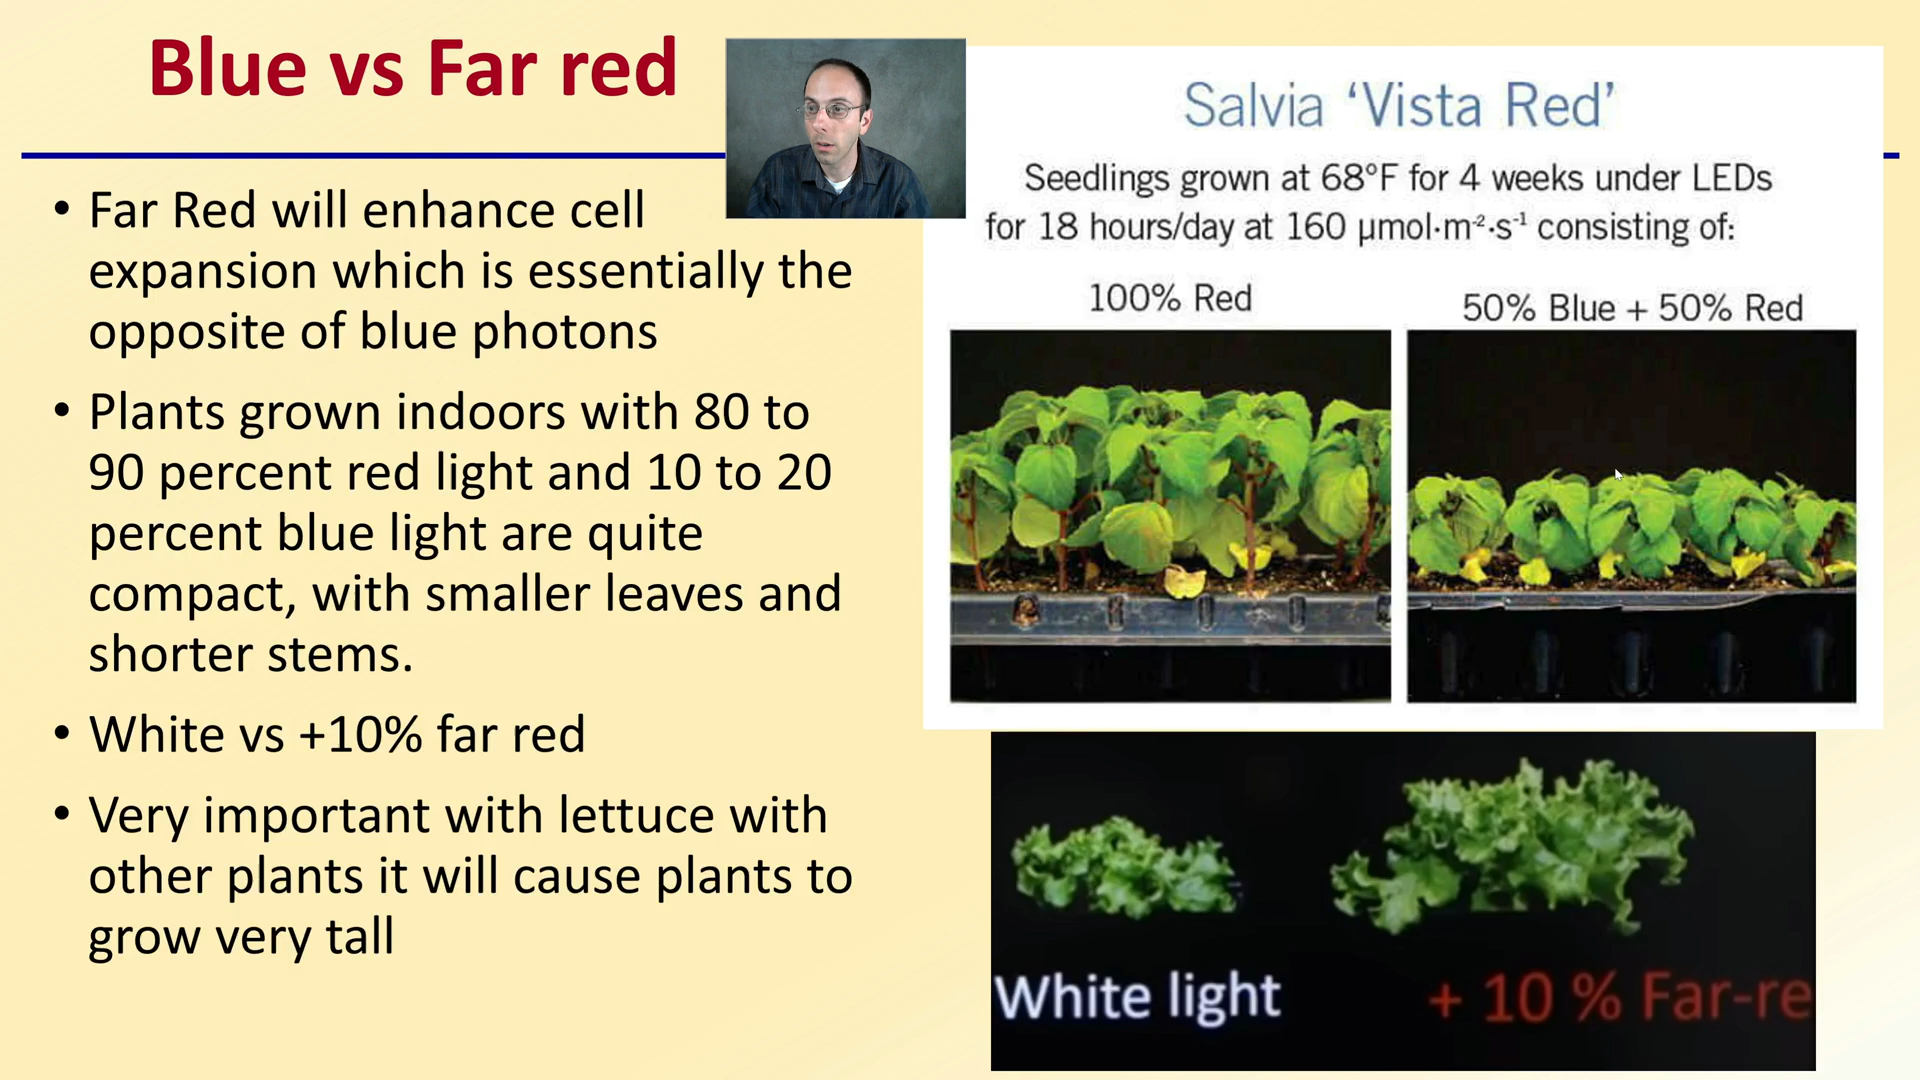 Blue vs Far red
• Far Red will enhance cell
expansion which is essentially the
opposite of blue photons
• Plants grown indoors with 80 to
90 percent red light and 10 to 20
percent blue light are quite
compact, with smaller leaves and
shorter stems.
• White vs +10% far red
• Very important with lettuce with
other plants it will cause plants to
grow very tall
Salvia ‘Vista Red’
Seedlings grown at 68°F for 4 weeks under LEDs
for 18 hours/day at 160 µmol·m⁻²·s⁻¹ consisting of:
100% Red
50% Blue + 50% Red
White light
+ 10 % Far-re